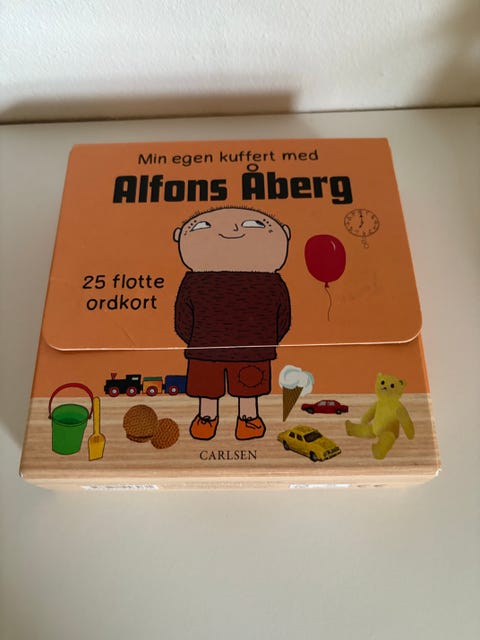 Min egen kuffert med
Alfons Åberg
25 flotte
ordkort
CARLSEN